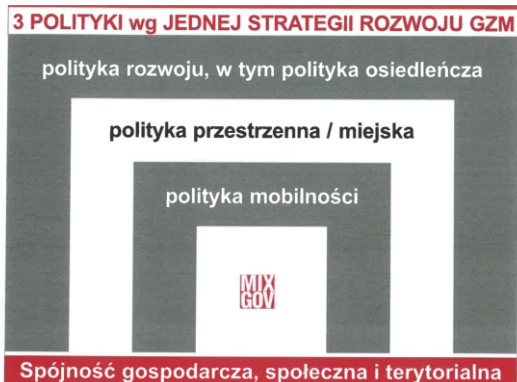 3 POLITYKI wg JEDNEJ STRATEGII ROZWOJU GZM
polityka rozwoju, w tym polityka osiedleńcza
polityka przestrzenna / miejska
polityka mobilności
MIX
GOV
Spójność gospodarcza, społeczna i terytorialna